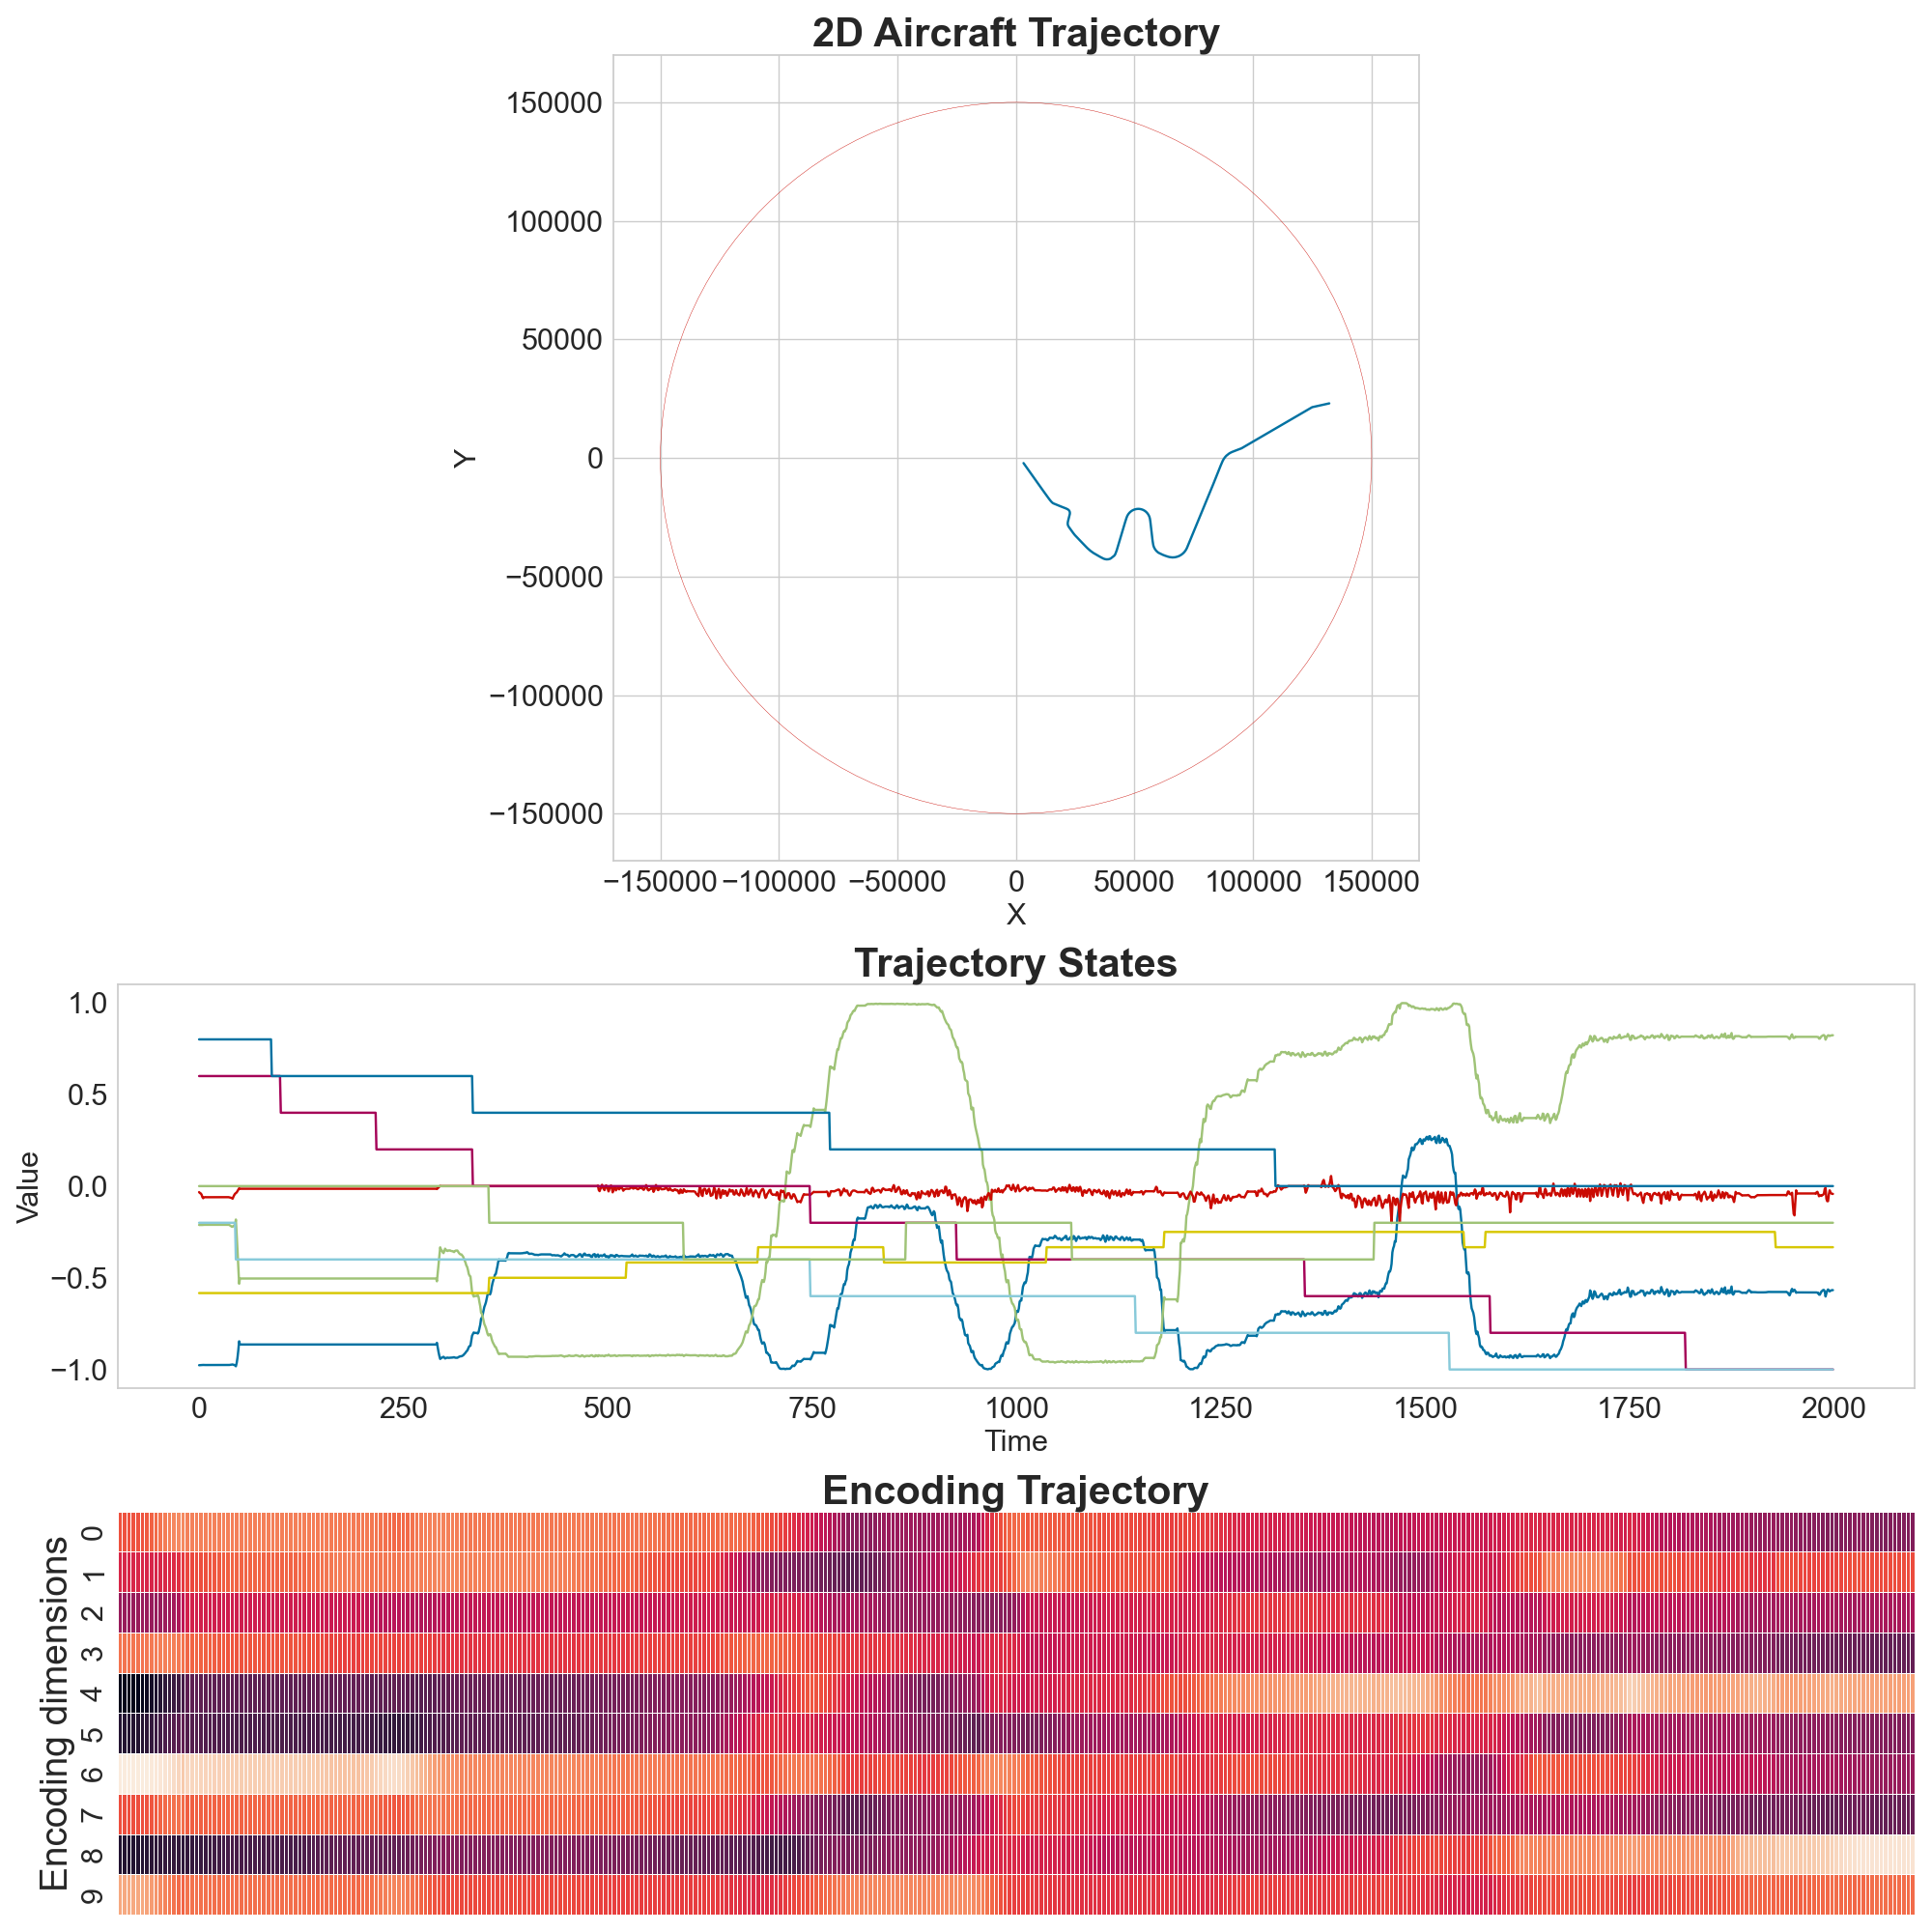 2D Aircraft Trajectory
150000
100000
50000
0
−50000
−100000
−150000
Y
−150000 −100000 −50000 0 50000 100000 150000
X
Trajectory States
1.0
0.5
0.0
−0.5
−1.0
Value
0 250 500 750 1000 1250 1500 1750 2000
Time
Encoding Trajectory
Encoding dimensions
0
1
2
3
4
5
6
7
8
9